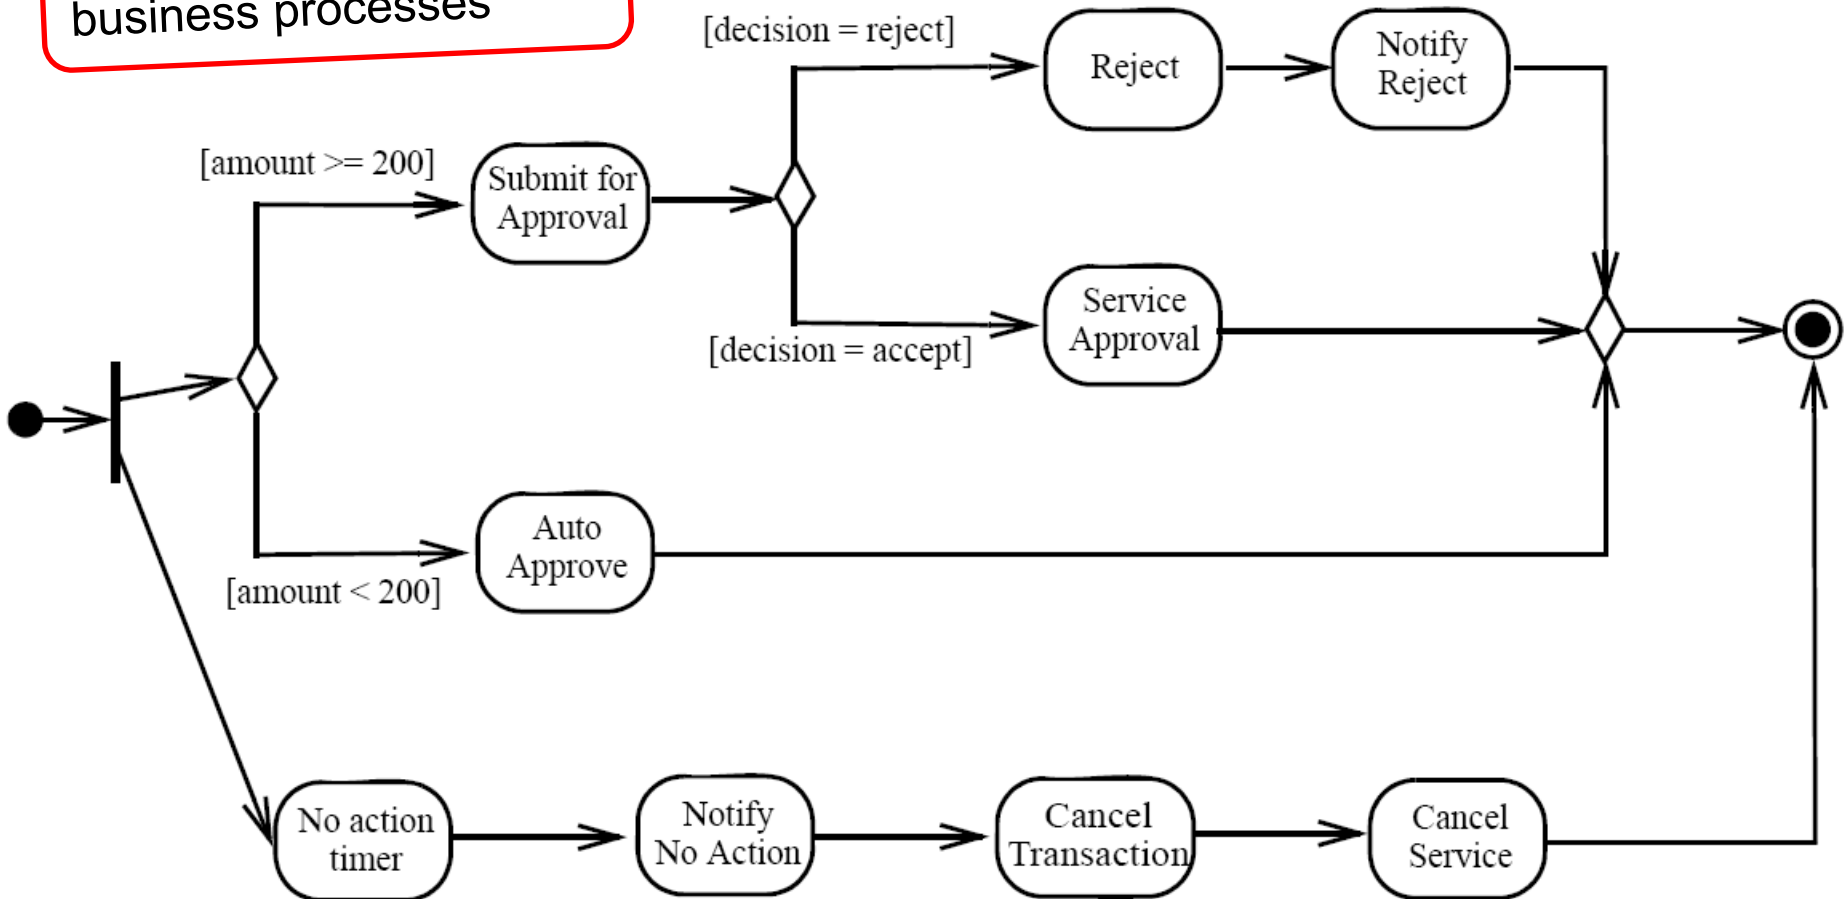 business processes
[decision = reject]
Reject
Notify
Reject
[amount >= 200]
Submit for
Approval
Service
Approval
[decision = accept]
Auto
Approve
[amount < 200]
No action
timer
Notify
No Action
Cancel
Transaction
Cancel
Service